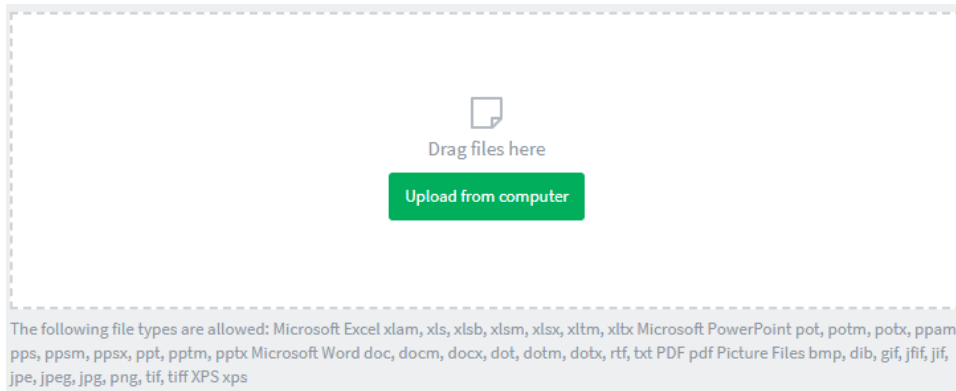 Drag files here
Upload from computer
The following file types are allowed: Microsoft Excel xlam, xls, xlsb, xlsm, xlsx, xltm, xltx Microsoft PowerPoint pot, potm, potx, ppam,
pps, ppsm, ppsx, ppt, pptm, pptx Microsoft Word doc, docm, docx, dot, dotm, dotx, rtf, txt PDF pdf Picture Files bmp, dib, gif, jfif, jif,
jpe, jpeg, jpg, png, tif, tiff XPS xps